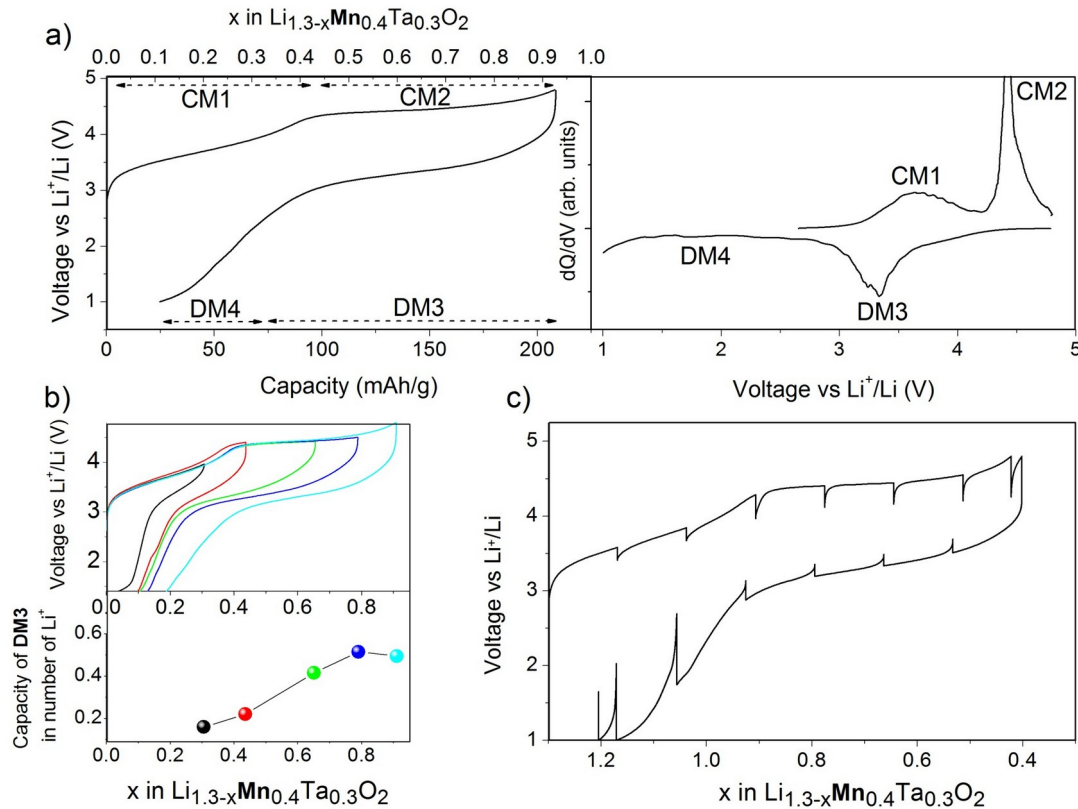 x in Li1.3-xMn0.4Ta0.3O2
a)
0.0 0.1 0.2 0.3 0.4 0.5 0.6 0.7 0.8 0.9 1.0
5
4
3
2
1
Voltage vs Li+/Li (V)
CM1
CM2
DM4
DM3
0 50 100 150 200
Capacity (mAh/g)
dQ/dV (arb. units)
CM1
CM2
DM4
DM3
1 2 3 4 5
Voltage vs Li+/Li (V)
b)
Voltage vs Li+/Li (V)
4
3
2
0.0 0.2 0.4 0.6 0.8
Capacity of DM3
in number of Li+
0.6
0.4
0.2
0.0 0.2 0.4 0.6 0.8
x in Li1.3-xMn0.4Ta0.3O2
c)
Voltage vs Li+/Li
5
4
3
2
1
1.2 1.0 0.8 0.6 0.4
x in Li1.3-xMn0.4Ta0.3O2